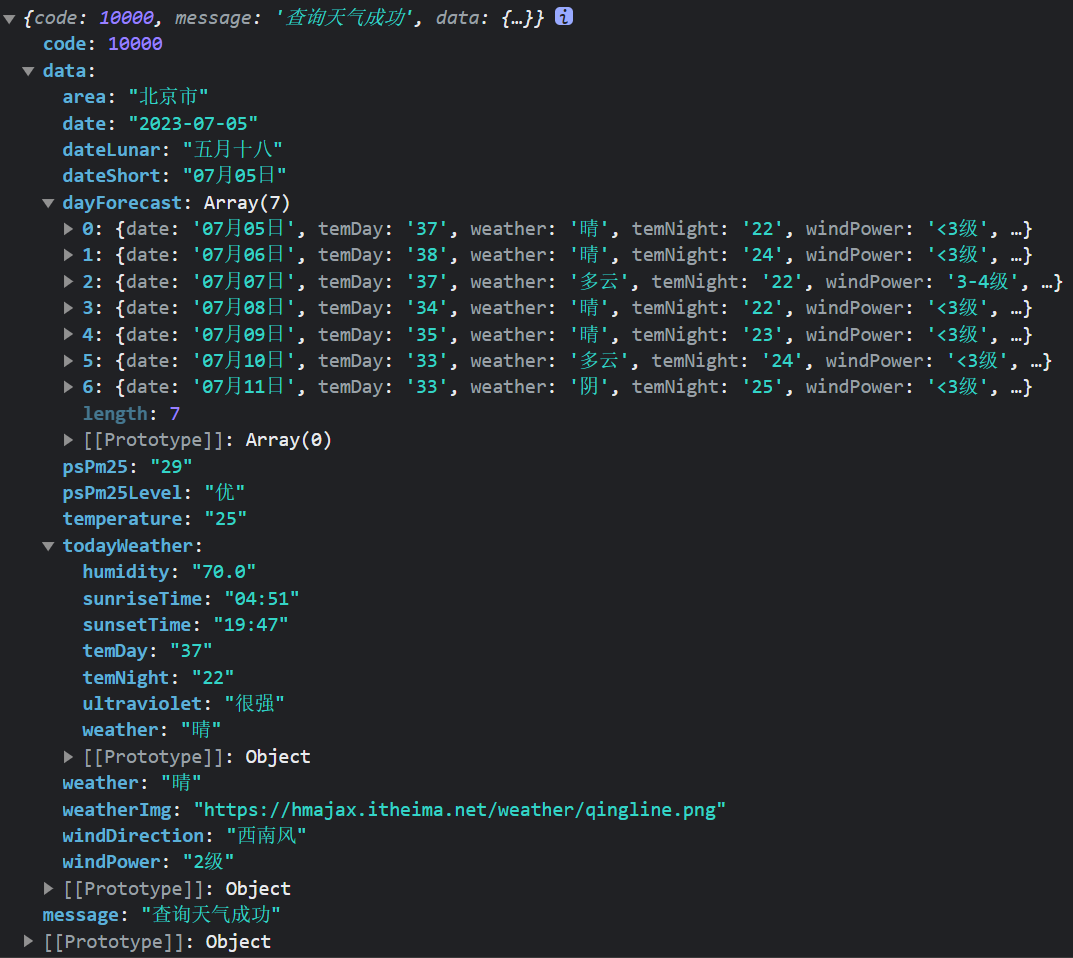 {code: 10000, message: '查询天气成功', data: {…}} i
code: 10000
data:
area: "北京市"
date: "2023-07-05"
dateLunar: "五月十八"
dateShort: "07月05日"
dayForecast: Array(7)
0: {date: '07月05日', temDay: '37', weather: '晴', temNight: '22', windPower: '<3级', …}
1: {date: '07月06日', temDay: '38', weather: '晴', temNight: '24', windPower: '<3级', …}
2: {date: '07月07日', temDay: '37', weather: '多云', temNight: '22', windPower: '3-4级', …}
3: {date: '07月08日', temDay: '34', weather: '晴', temNight: '22', windPower: '<3级', …}
4: {date: '07月09日', temDay: '35', weather: '晴', temNight: '23', windPower: '<3级', …}
5: {date: '07月10日', temDay: '33', weather: '多云', temNight: '24', windPower: '<3级', …}
6: {date: '07月11日', temDay: '33', weather: '阴', temNight: '25', windPower: '<3级', …}
length: 7
[[Prototype]]: Array(0)
psPm25: "29"
psPm25Level: "优"
temperature: "25"
todayWeather:
humidity: "70.0"
sunriseTime: "04:51"
sunsetTime: "19:47"
temDay: "37"
temNight: "22"
ultraviolet: "很强"
weather: "晴"
[[Prototype]]: Object
weather: "晴"
weatherImg: "https://hmajax.itheima.net/weather/qingline.png"
windDirection: "西南风"
windPower: "2级"
[[Prototype]]: Object
message: "查询天气成功"
[[Prototype]]: Object